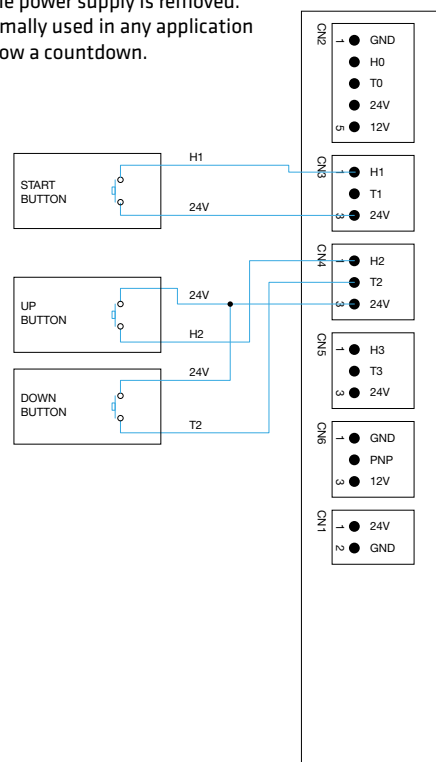 e power supply is removed.
mally used in any application
ow a countdown.
CN2
1
GND
H0
T0
24V
5
12V
START
BUTTON
H1
24V
CN3
1
H1
T1
3
24V
UP
BUTTON
24V
H2
CN4
1
H2
T2
3
24V
DOWN
BUTTON
24V
T2
CN5
1
H3
T3
3
24V
CN6
1
GND
PNP
3
12V
CN1
1
24V
2
GND